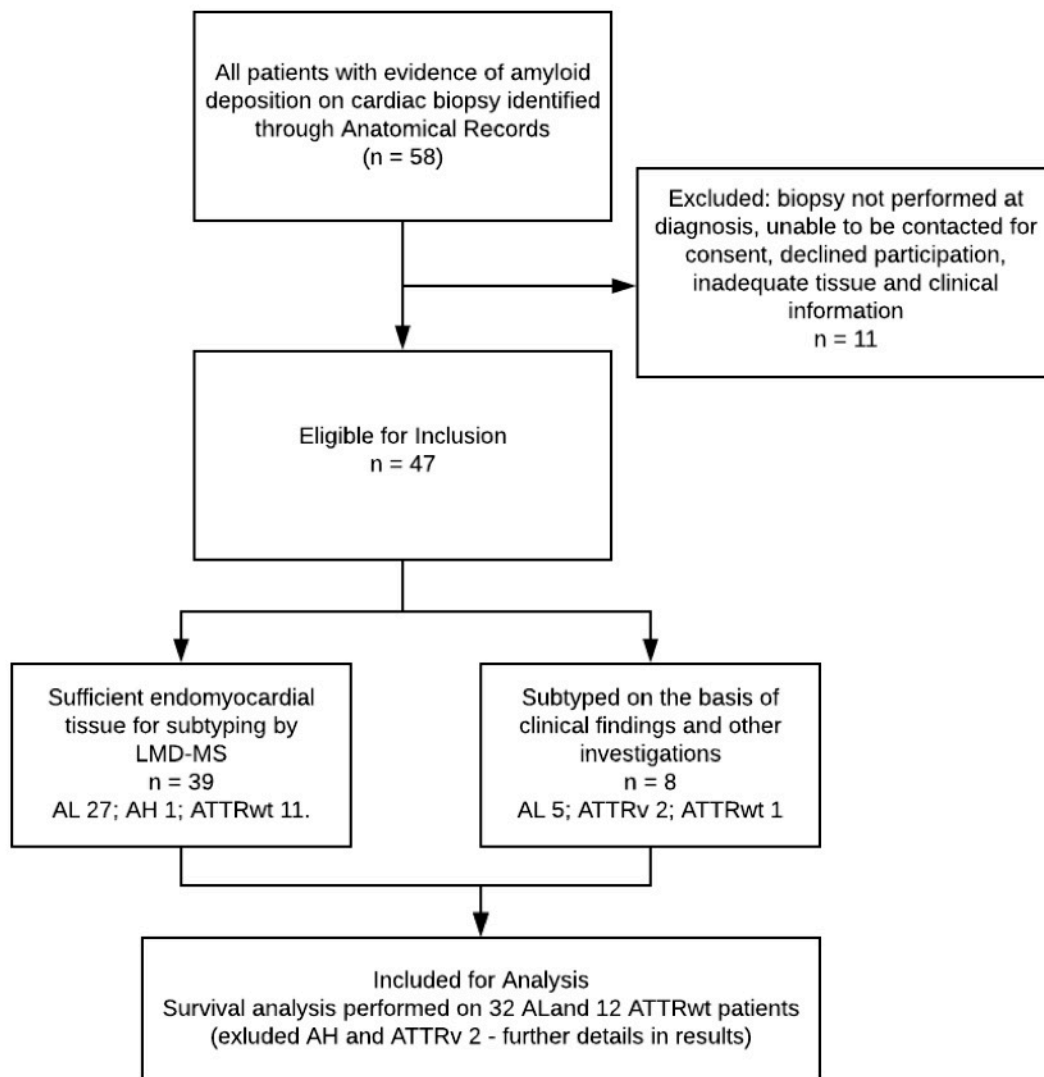 All patients with evidence of amyloid
deposition on cardiac biopsy identified
through Anatomical Records
(n = 58)
Excluded: biopsy not performed at
diagnosis, unable to be contacted for
consent, declined participation,
inadequate tissue and clinical
information
n = 11
Eligible for Inclusion
n = 47
Sufficient endomyocardial
tissue for subtyping by
LMD-MS
n = 39
AL 27; AH 1; ATTRwt 11.
Subtyped on the basis of
clinical findings and other
investigations
n = 8
AL 5; ATTRv 2; ATTRwt 1
Included for Analysis
Survival analysis performed on 32 ALand 12 ATTRwt patients
(exluded AH and ATTRv 2 - further details in results)